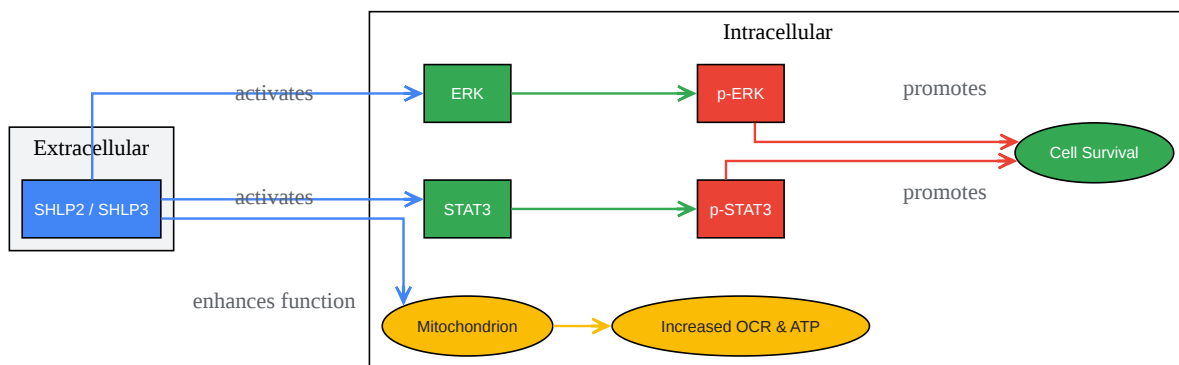 Intracellular
activates
ERK
p-ERK
promotes
Extracellular
Cell Survival
SHLP2 / SHLP3
activates
STAT3
p-STAT3
promotes
enhances function
Mitochondrion
Increased OCR & ATP